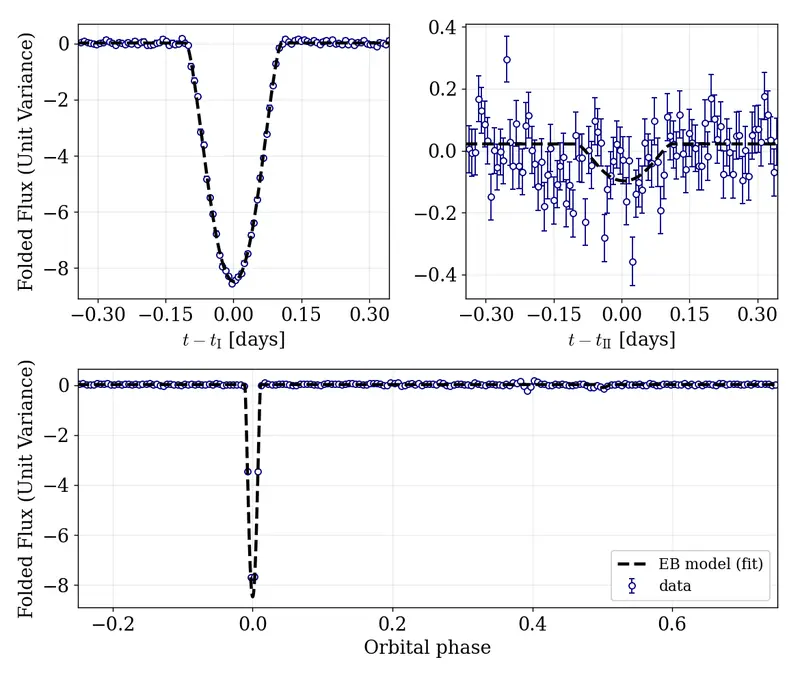 Folded Flux (Unit Variance)
0
−2
−4
−6
−8
−0.30 −0.15 0.00 0.15 0.30
t − tI [days]
0.4
0.2
0.0
−0.2
−0.4
−0.30 −0.15 0.00 0.15 0.30
t − tII [days]
Folded Flux (Unit Variance)
0
−2
−4
−6
−8
−0.2 0.0 0.2 0.4 0.6
Orbital phase
EB model (fit)
data